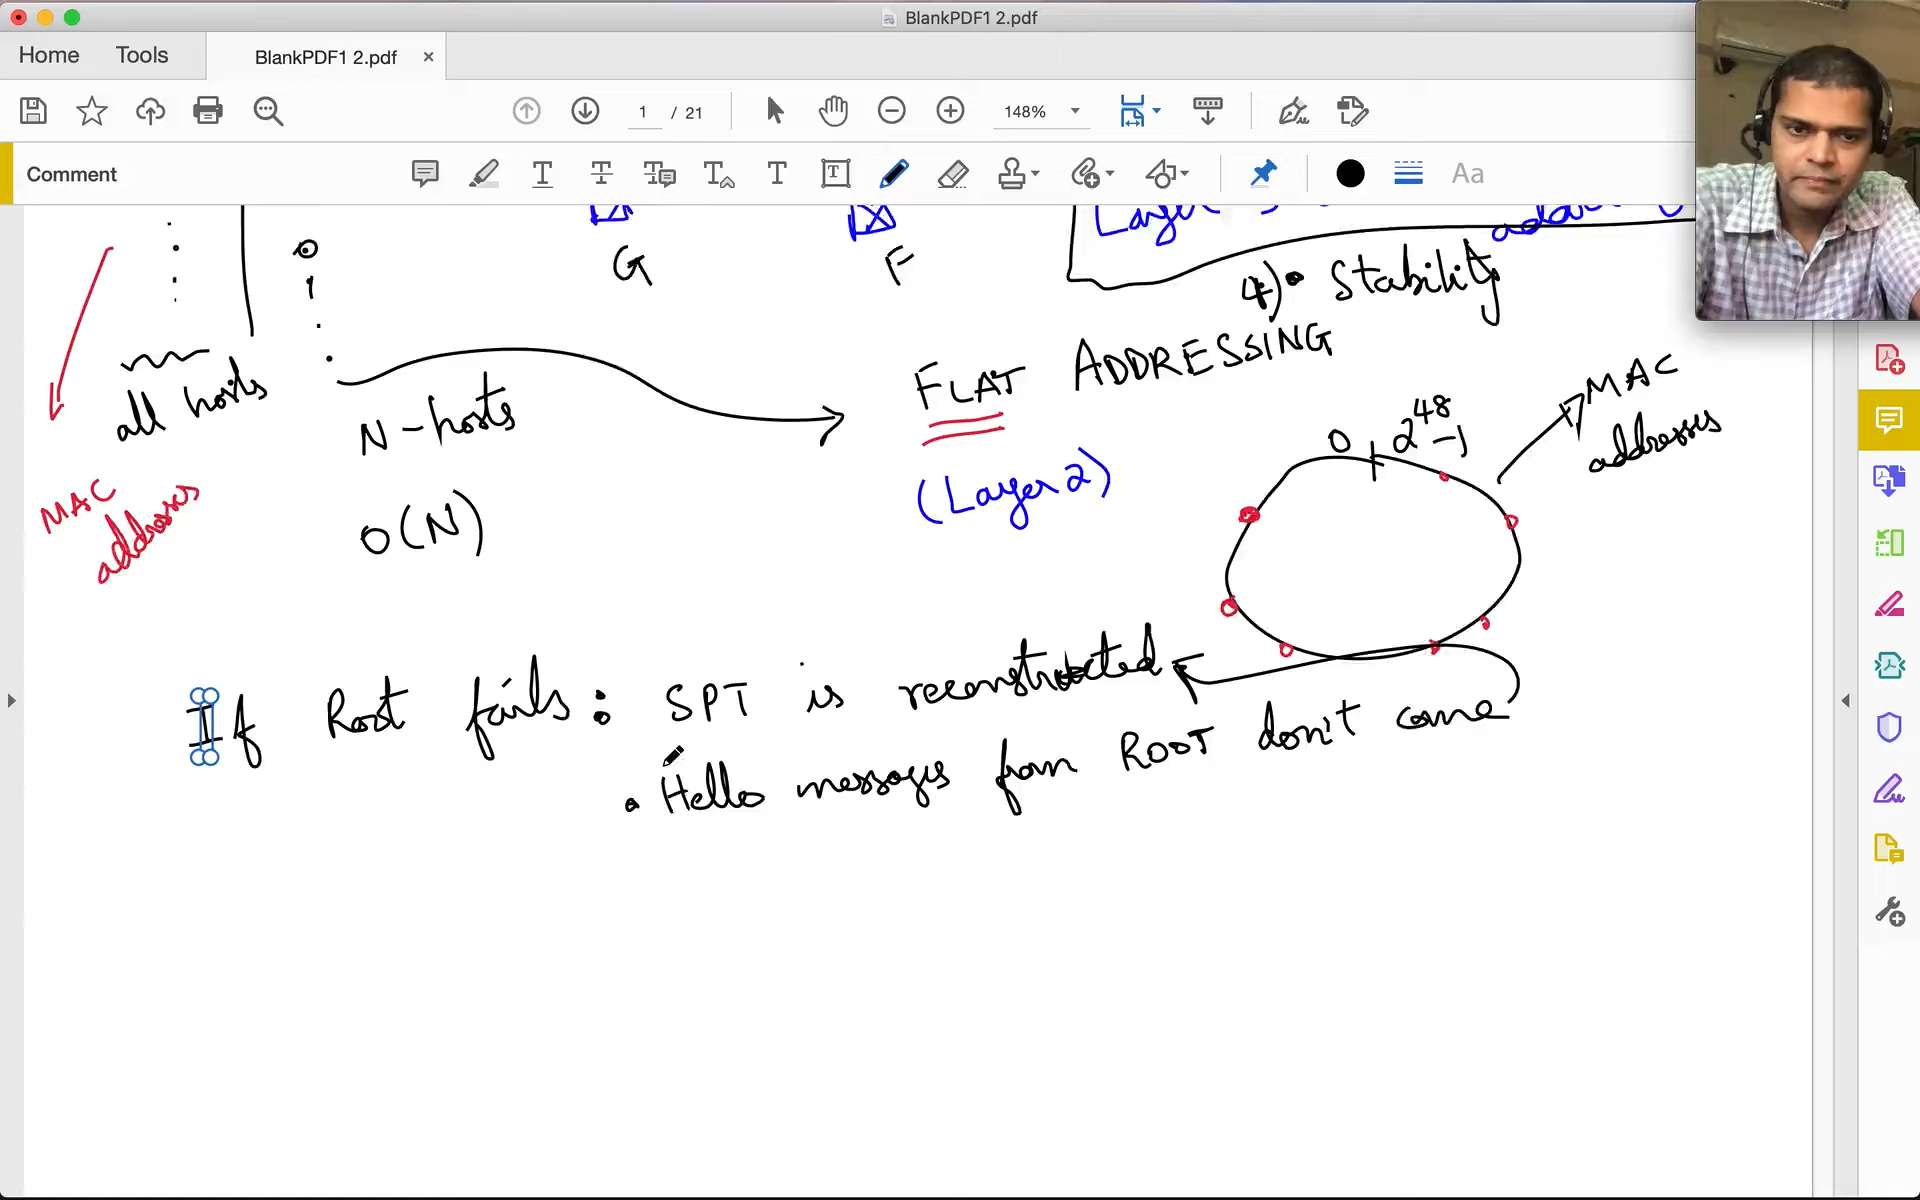 BlankPDF1 2.pdf
Home
Tools
BlankPDF1 2.pdf
×
1 / 21
148%
Comment
Aa
Layer
G
F
4)• Stability
all hosts
N-hosts
FLAT ADDRESSING
MAC
addresses
0
2^48-1
(Layer 2)
MAC
addresses
O(N)
If Root fails: SPT is reconstructed
• Hello messages from ROOT don't come